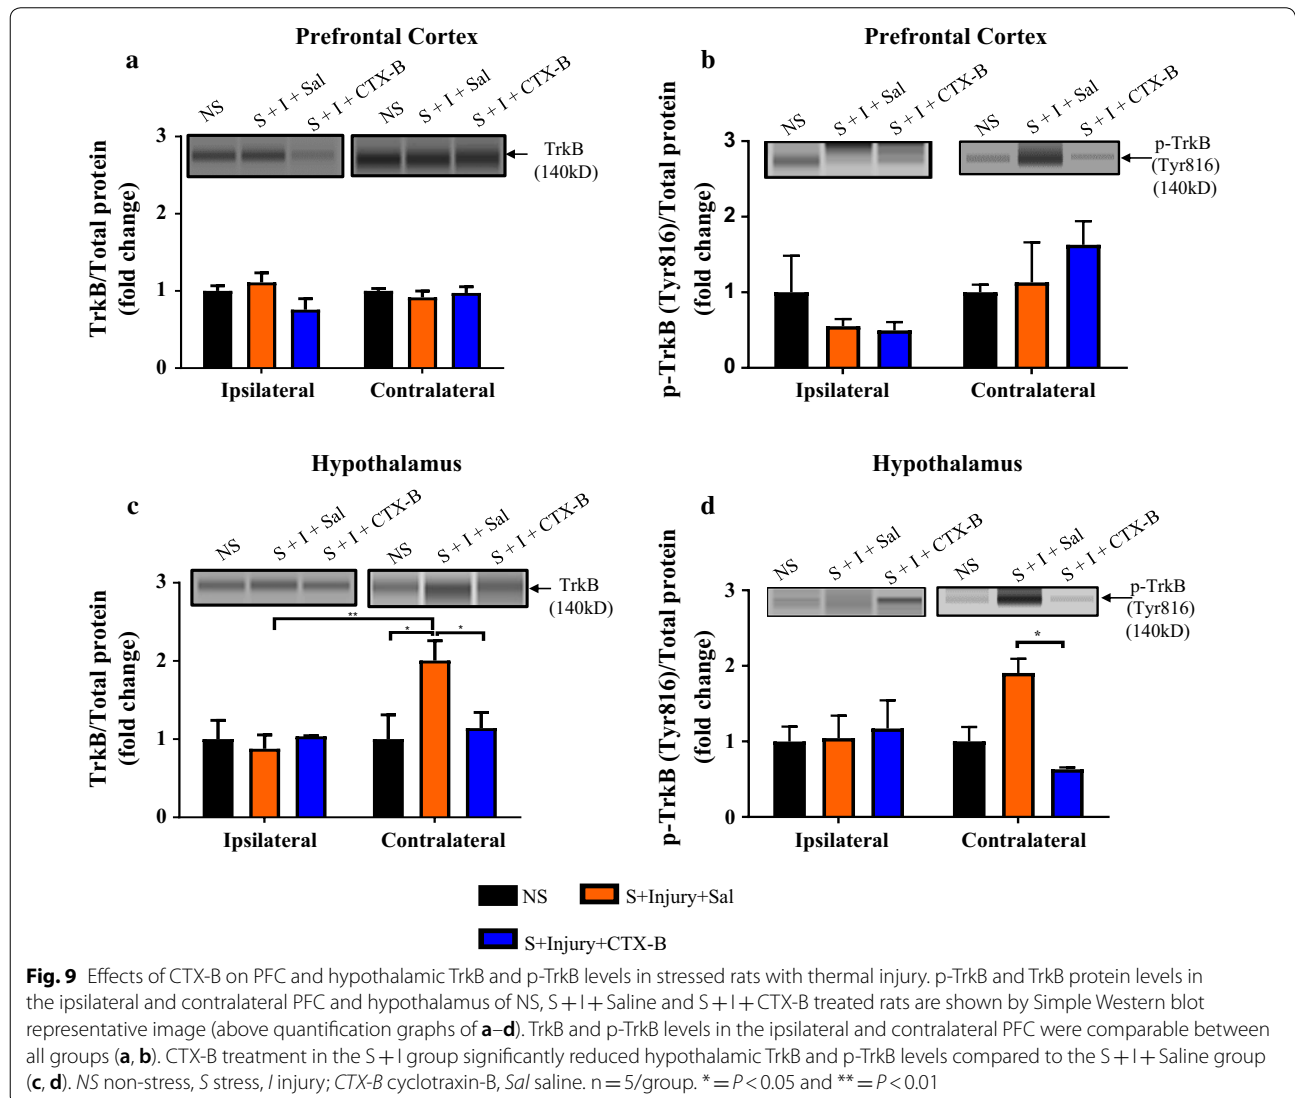 Prefrontal Cortex
a
NS
S + I + Sal
S + I + CTX-B
NS
S + I + Sal
S + I + CTX-B
TrkB
(140kD)
TrkB/Total protein
(fold change)
3
2
1
0
Ipsilateral
Contralateral
Prefrontal Cortex
b
NS
S + I + Sal
S + I + CTX-B
NS
S + I + Sal
S + I + CTX-B
p-TrkB
(Tyr816)
(140kD)
p-TrkB (Tyr816)/Total protein
(fold change)
3
2
1
0
Ipsilateral
Contralateral
Hypothalamus
c
NS
S + I + Sal
S + I + CTX-B
NS
S + I + Sal
S + I + CTX-B
TrkB
(140kD)
TrkB/Total protein
(fold change)
3
2
1
0
**
*
*
Ipsilateral
Contralateral
Hypothalamus
d
NS
S + I + Sal
S + I + CTX-B
NS
S + I + Sal
S + I + CTX-B
p-TrkB
(Tyr816)
(140kD)
p-TrkB (Tyr816)/Total protein
(fold change)
3
2
1
0
*
Ipsilateral
Contralateral
NS
S+Injury+Sal
S+Injury+CTX-B
Fig. 9 Effects of CTX-B on PFC and hypothalamic TrkB and p-TrkB levels in stressed rats with thermal injury. p-TrkB and TrkB protein levels in
the ipsilateral and contralateral PFC and hypothalamus of NS, S + I + Saline and S + I + CTX-B treated rats are shown by Simple Western blot
representative image (above quantification graphs of a–d). TrkB and p-TrkB levels in the ipsilateral and contralateral PFC were comparable between
all groups (a, b). CTX-B treatment in the S + I group significantly reduced hypothalamic TrkB and p-TrkB levels compared to the S + I + Saline group
(c, d). NS non-stress, S stress, I injury; CTX-B cyclotraxin-B, Sal saline. n = 5/group. * = P < 0.05 and ** = P < 0.01